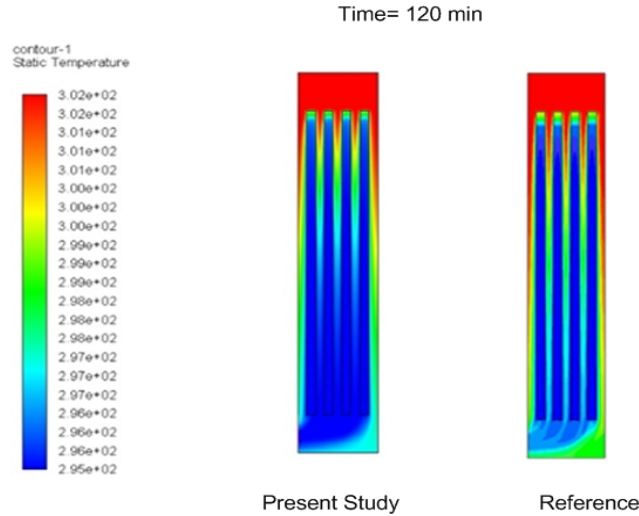 Time= 120 min
contour-1
Static Temperature
3.02e+02
3.02e+02
3.01e+02
3.01e+02
3.01e+02
3.00e+02
3.00e+02
3.00e+02
2.99e+02
2.99e+02
2.98e+02
2.98e+02
2.98e+02
2.97e+02
2.97e+02
2.97e+02
2.96e+02
2.96e+02
2.96e+02
2.95e+02
Present Study
Reference